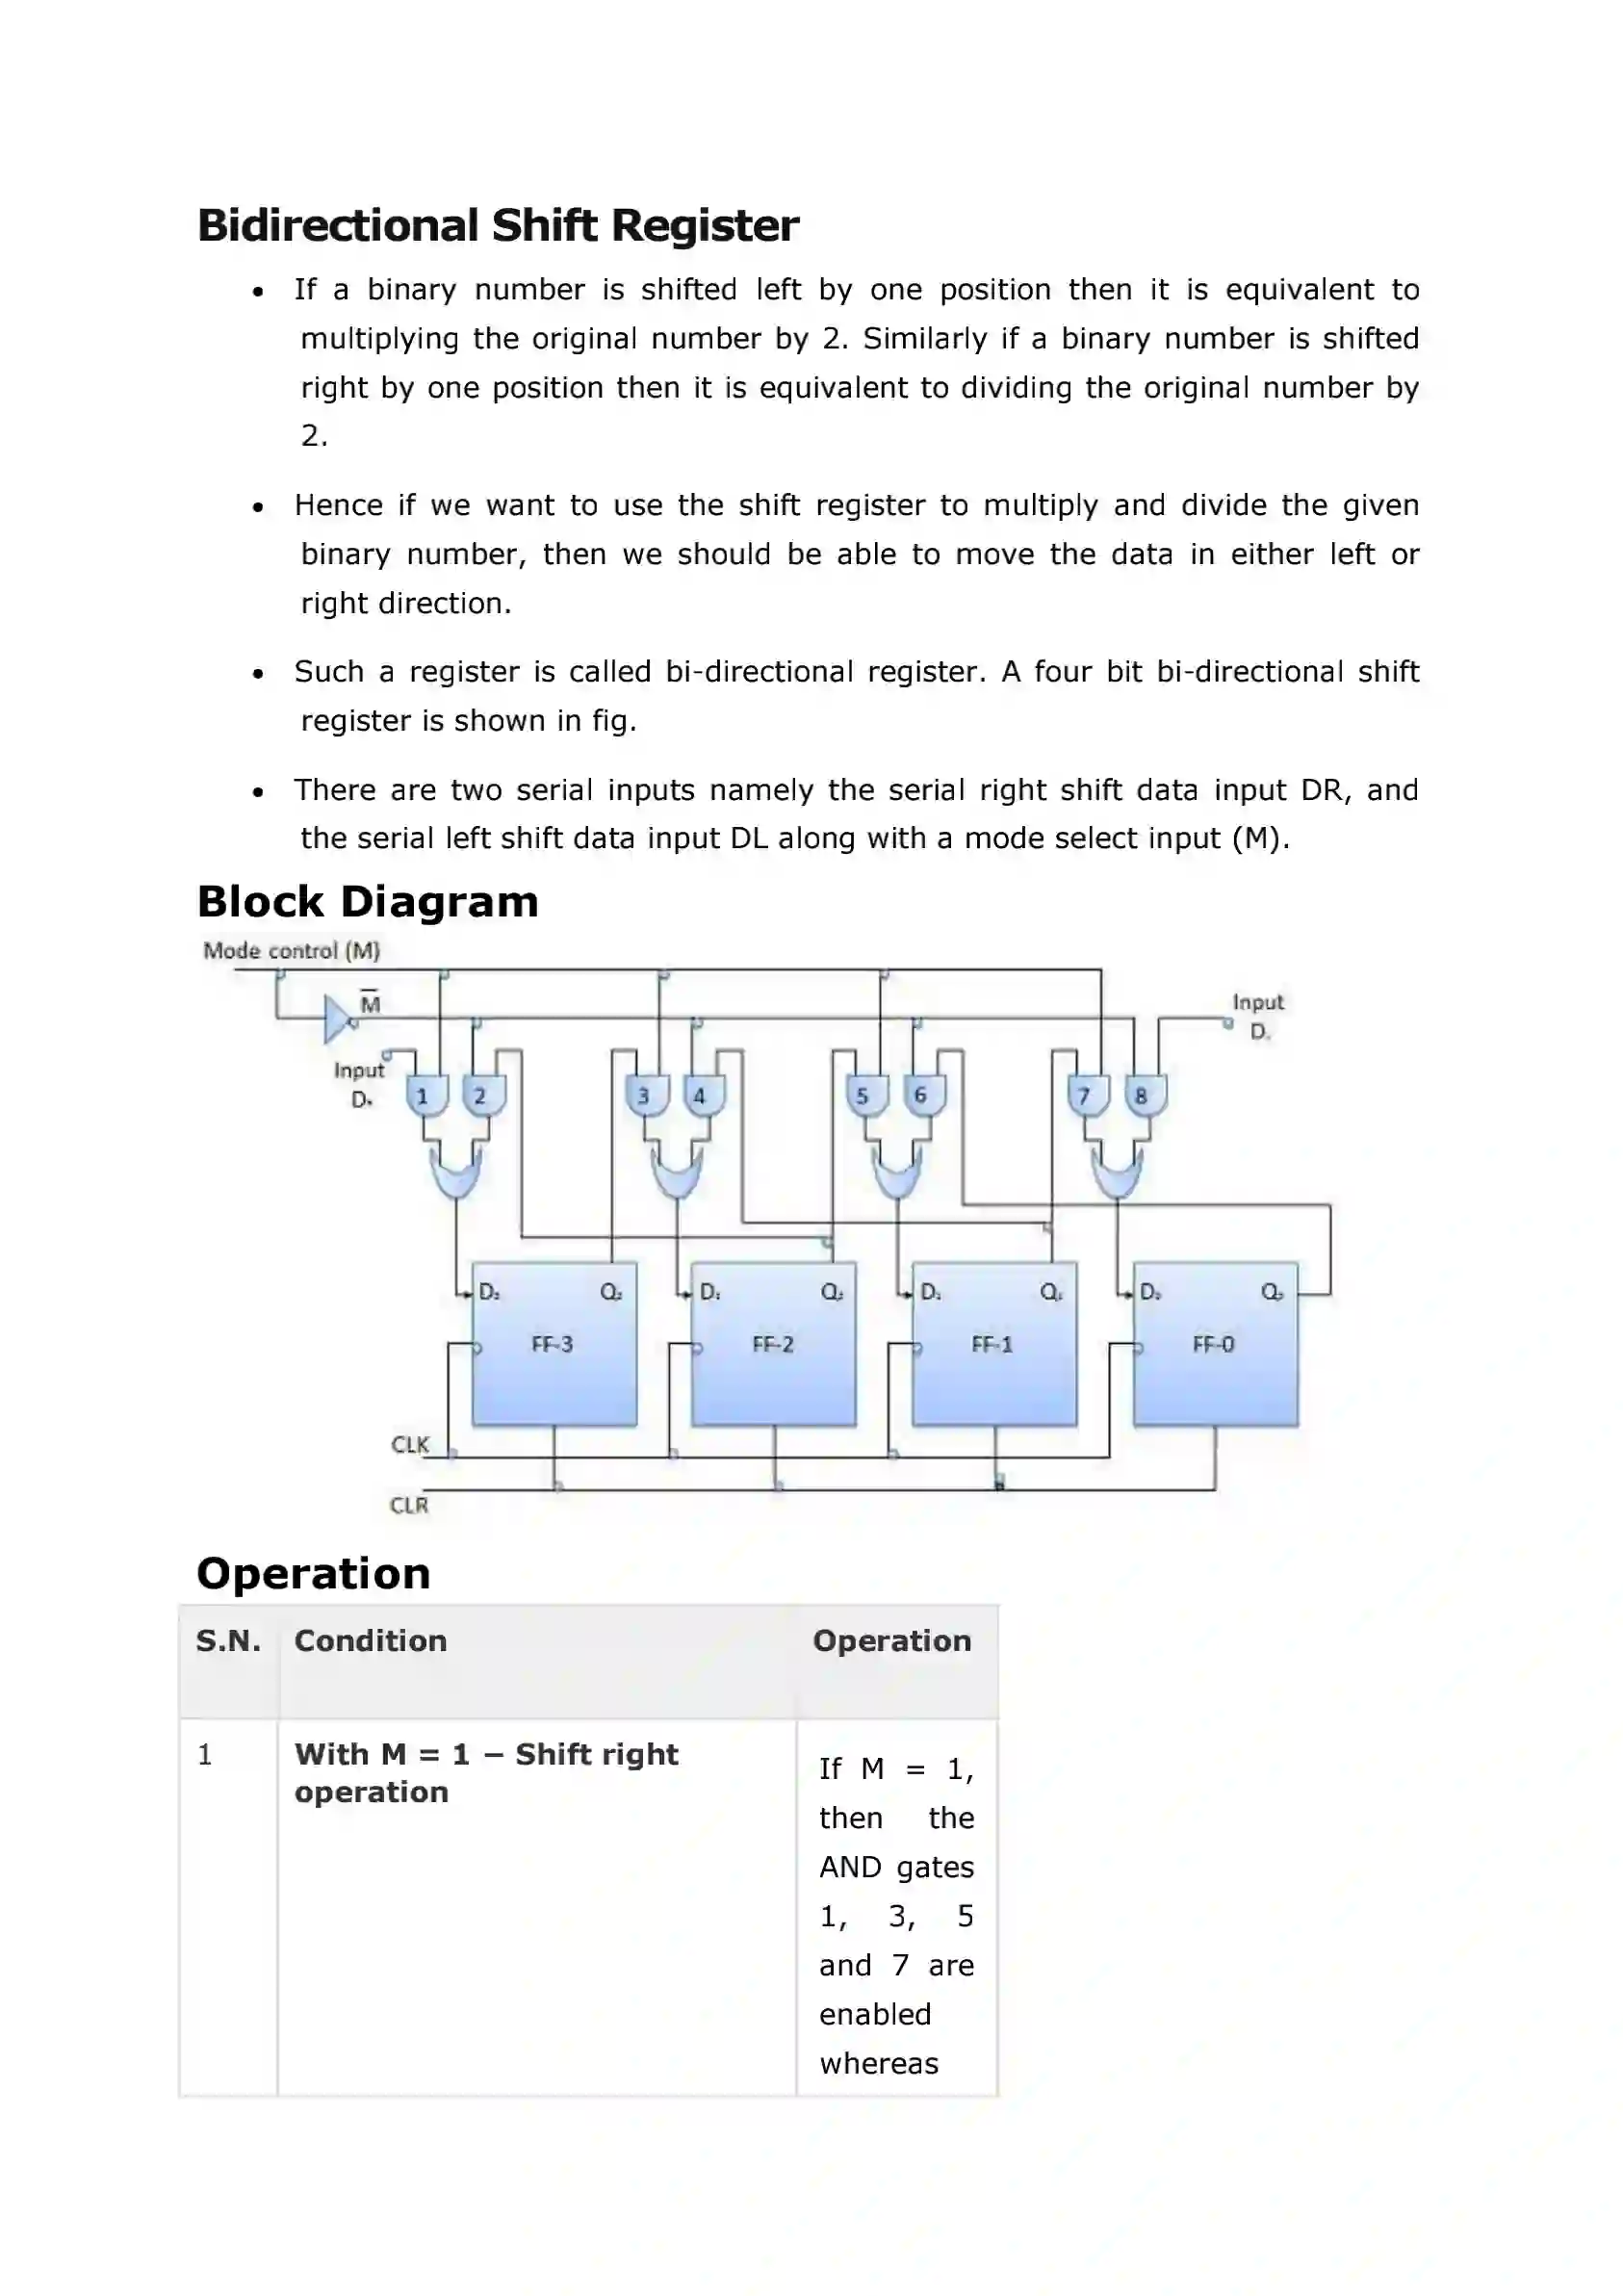 Bidirectional Shift Register
• If a binary number is shifted left by one position then it is equivalent to
multiplying the original number by 2. Similarly if a binary number is shifted
right by one position then it is equivalent to dividing the original number by
2.
• Hence if we want to use the shift register to multiply and divide the given
binary number, then we should be able to move the data in either left or
right direction.
• Such a register is called bi-directional register. A four bit bi-directional shift
register is shown in fig.
• There are two serial inputs namely the serial right shift data input DR, and
the serial left shift data input DL along with a mode select input (M).
Block Diagram
Mode control (M)
M̅
Input
D
Input
D
1 2 3 4 5 6 7 8
D Q D Q D Q D Q
FF-3 FF-2 FF-1 FF-0
CLK
CLR
Operation
S.N. Condition Operation
1 With M = 1 − Shift right
operation
If M = 1,
then the
AND gates
1, 3, 5
and 7 are
enabled
whereas